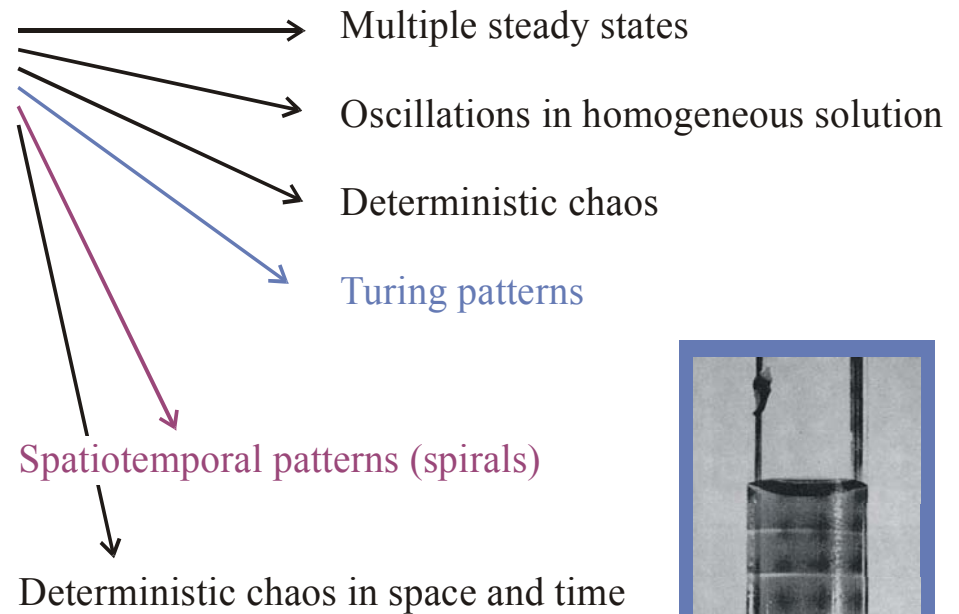 Multiple steady states
Oscillations in homogeneous solution
Deterministic chaos
Turing patterns
Spatiotemporal patterns (spirals)
Deterministic chaos in space and time